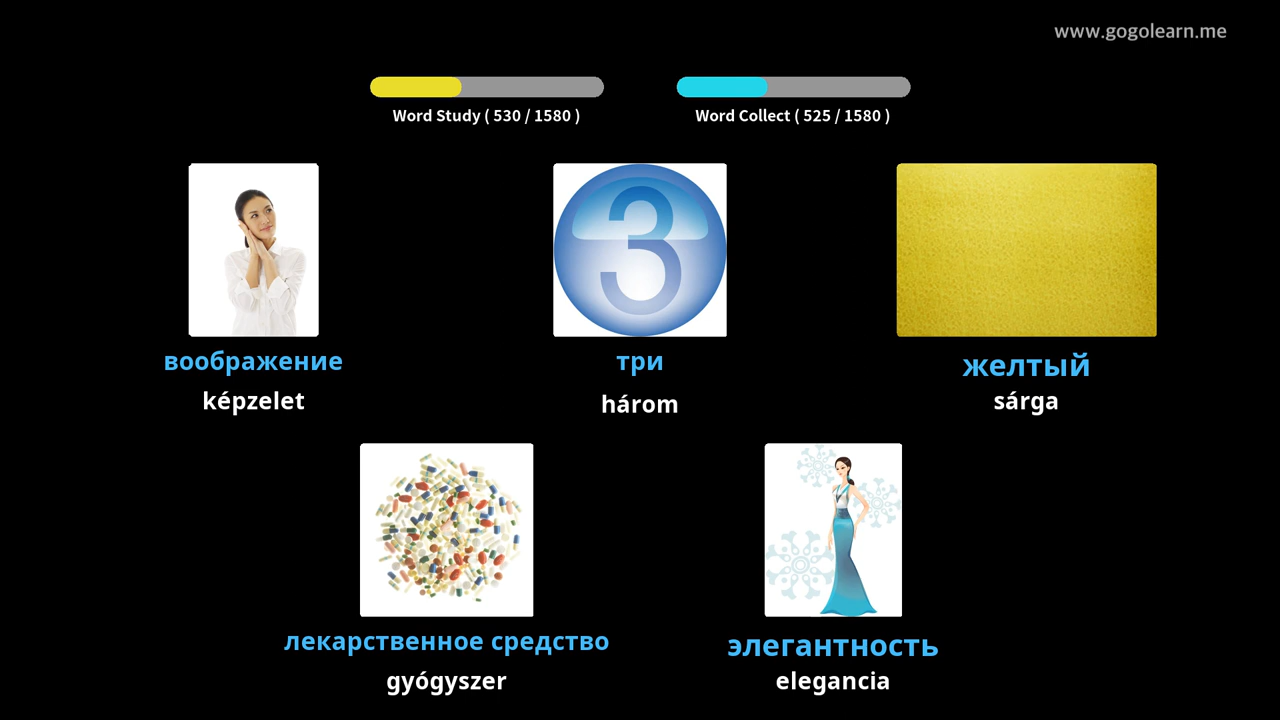 www.gogolearn.me
Word Study ( 530 / 1580 )
Word Collect ( 525 / 1580 )
3
воображение
képzelet
три
három
желтый
sárga
лекарственное средство
gyógyszer
элегантность
elegancia